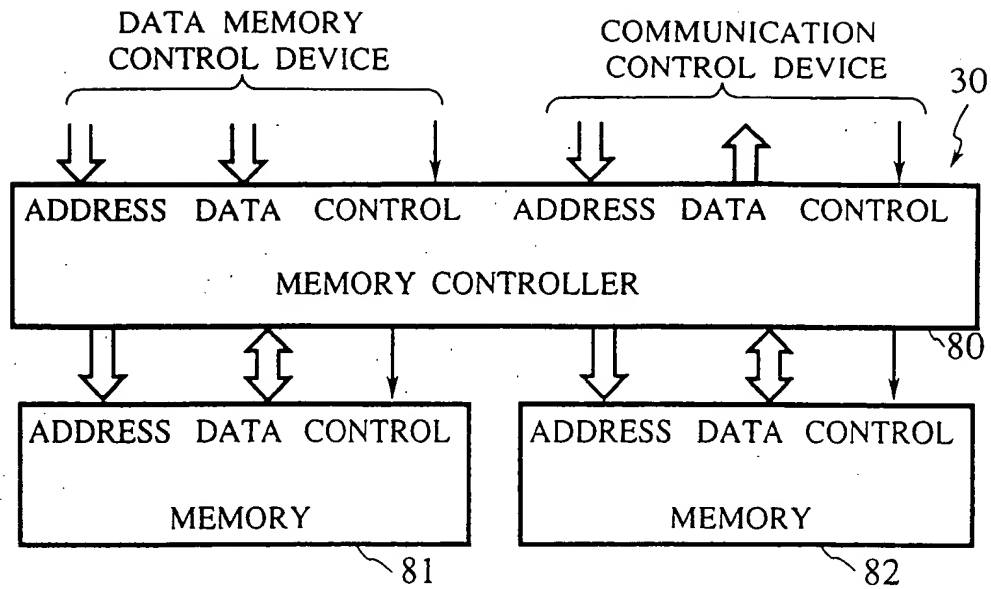 DATA MEMORY
CONTROL DEVICE
COMMUNICATION
CONTROL DEVICE
30
ADDRESS DATA CONTROL ADDRESS DATA CONTROL
MEMORY CONTROLLER
80
ADDRESS DATA CONTROL
MEMORY
81
ADDRESS DATA CONTROL
MEMORY
82